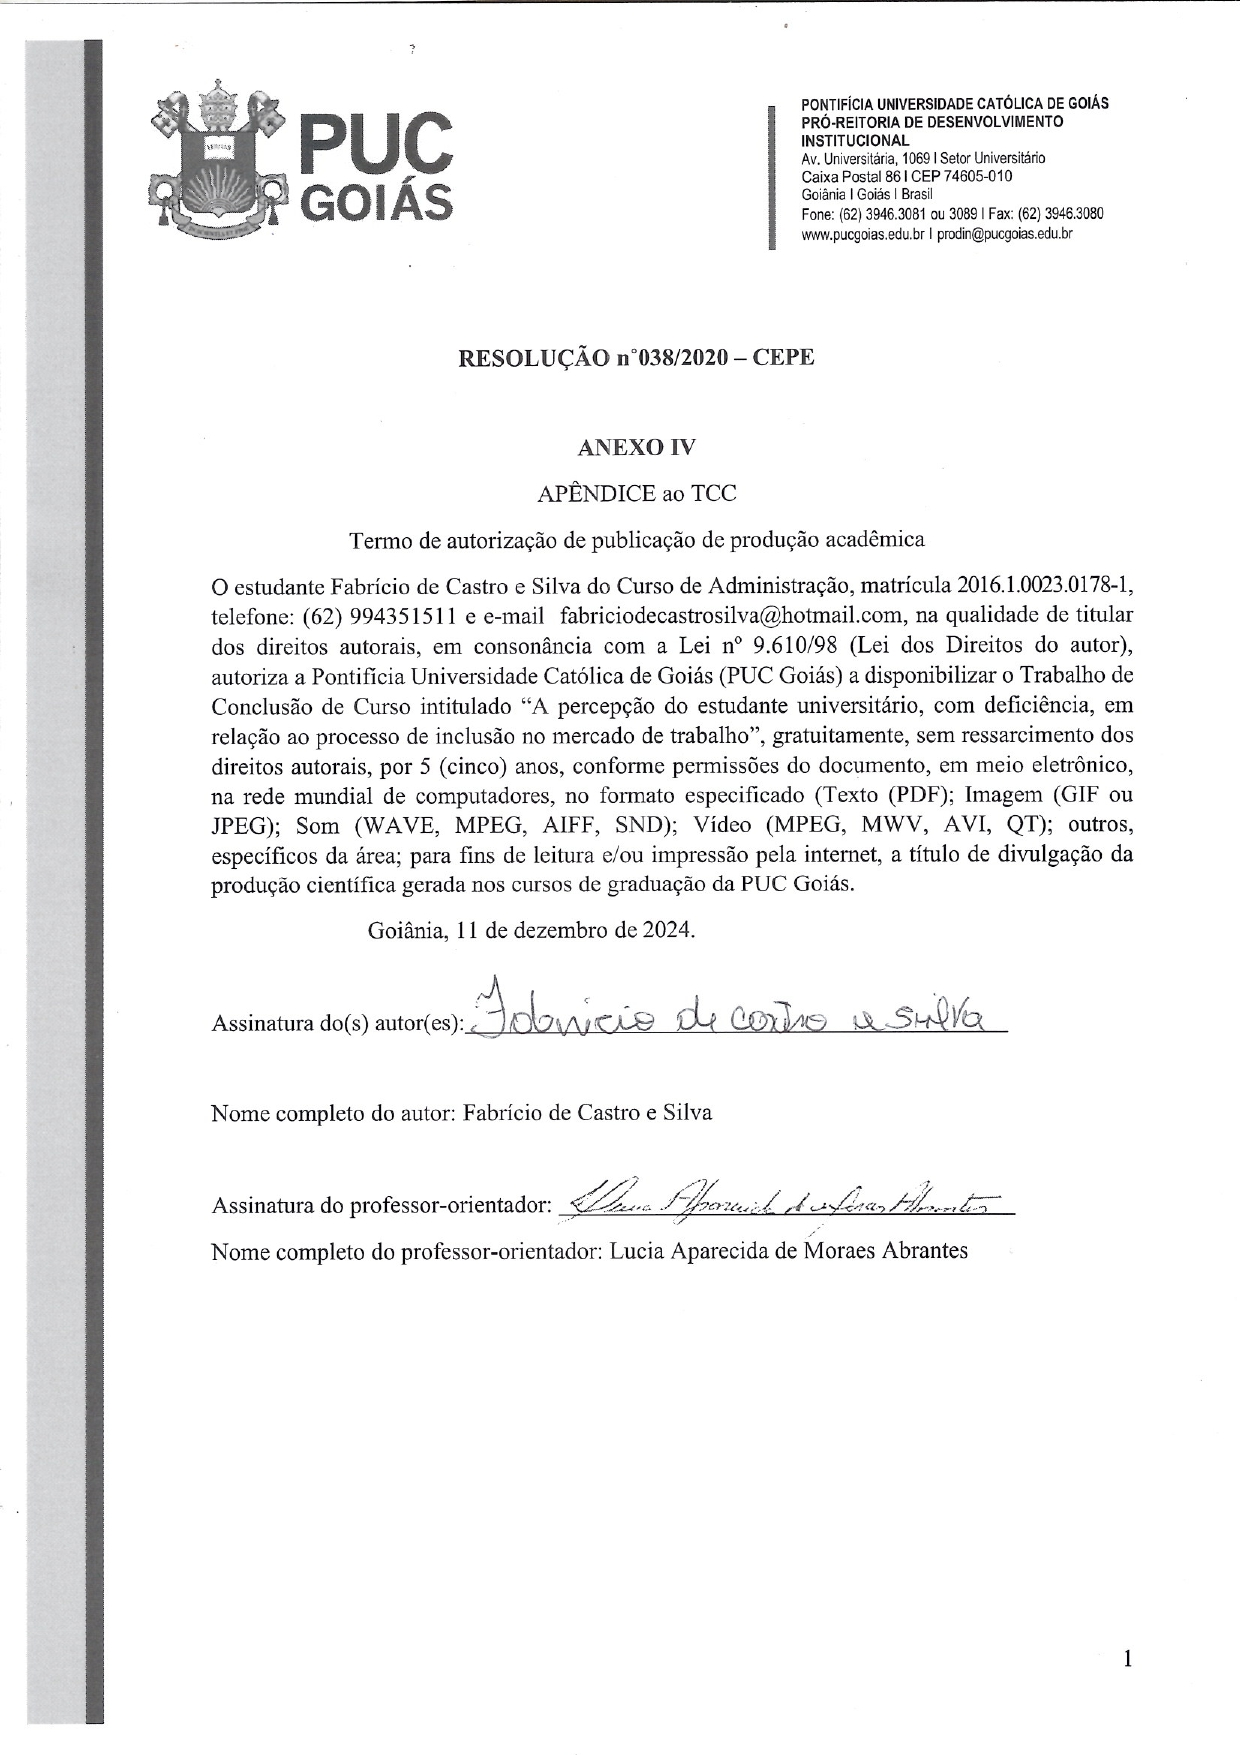 PUC
GOIÁS
PONTIFÍCIA UNIVERSIDADE CATÓLICA DE GOIÁS
PRÓ-REITORIA DE DESENVOLVIMENTO
INSTITUCIONAL
Av. Universitária, 1069 I Setor Universitário
Caixa Postal 86 I CEP 74605-010
Goiânia I Goiás I Brasil
Fone: (62) 3946.3081 ou 3089 I Fax: (62) 3946.3080
www.pucgoias.edu.br I prodin@pucgoias.edu.br
RESOLUÇÃO n°038/2020 – CEPE
ANEXO IV
APÊNDICE ao TCC
Termo de autorização de publicação de produção acadêmica
O estudante Fabrício de Castro e Silva do Curso de Administração, matrícula 2016.1.0023.0178-1,
telefone: (62) 994351511 e e-mail fabriciodecastrosilva@hotmail.com, na qualidade de titular
dos direitos autorais, em consonância com a Lei nº 9.610/98 (Lei dos Direitos do autor),
autoriza a Pontifícia Universidade Católica de Goiás (PUC Goiás) a disponibilizar o Trabalho de
Conclusão de Curso intitulado “A percepção do estudante universitário, com deficiência, em
relação ao processo de inclusão no mercado de trabalho”, gratuitamente, sem ressarcimento dos
direitos autorais, por 5 (cinco) anos, conforme permissões do documento, em meio eletrônico,
na rede mundial de computadores, no formato especificado (Texto (PDF); Imagem (GIF ou
JPEG); Som (WAVE, MPEG, AIFF, SND); Vídeo (MPEG, MWV, AVI, QT); outros,
específicos da área; para fins de leitura e/ou impressão pela internet, a título de divulgação da
produção científica gerada nos cursos de graduação da PUC Goiás.
Goiânia, 11 de dezembro de 2024.
Assinatura do(s) autor(es): Fabricio de castro e silva
Nome completo do autor: Fabrício de Castro e Silva
Assinatura do professor-orientador:
Nome completo do professor-orientador: Lucia Aparecida de Moraes Abrantes
1